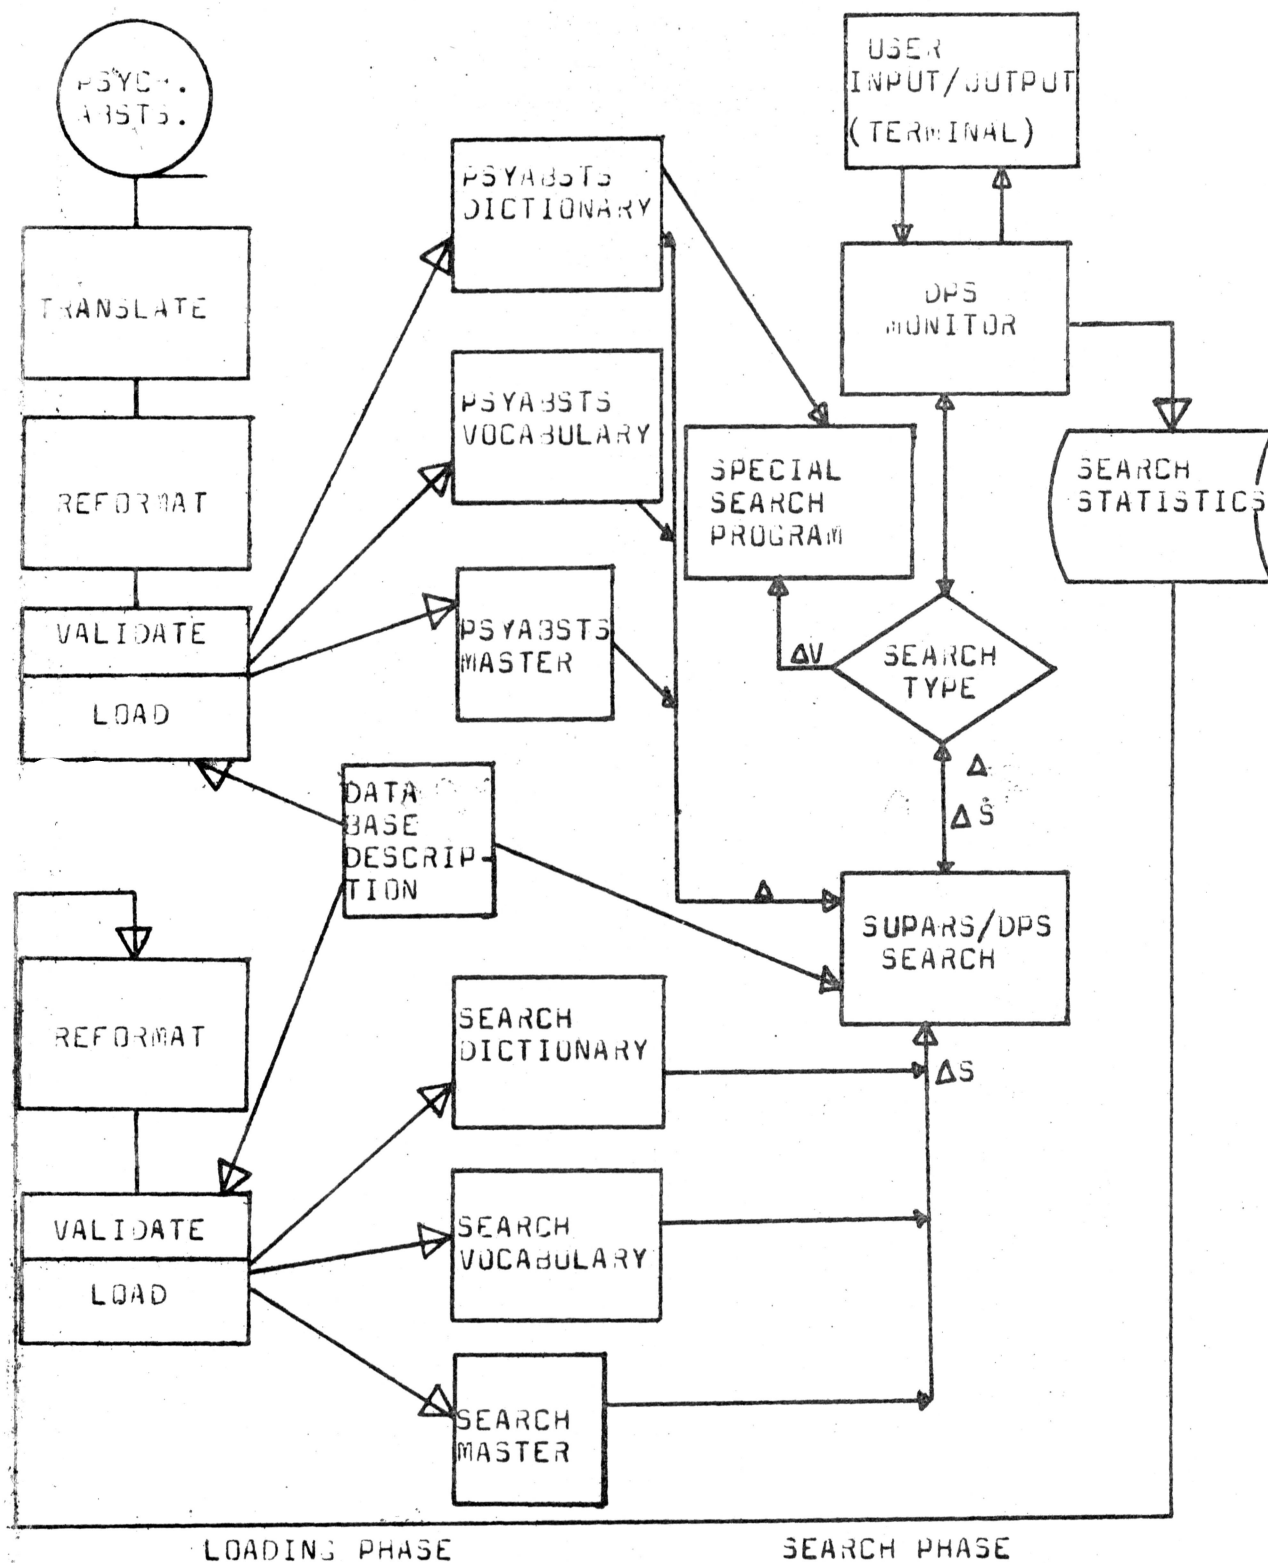 PSYCH.
ABSTS.
TRANSLATE
REFORMAT
VALIDATE
LOAD
PSYABSTS
DICTIONARY
PSYABSTS
VOCABULARY
PSYABSTS
MASTER
DATA
BASE
DESCRIP-
TION
USER
INPUT/OUTPUT
(TERMINAL)
DPS
MONITOR
SPECIAL
SEARCH
PROGRAM
SEARCH
STATISTICS
ΔV
SEARCH
TYPE
Δ
ΔS
Δ
SUPARS/DPS
SEARCH
ΔS
REFORMAT
VALIDATE
LOAD
SEARCH
DICTIONARY
SEARCH
VOCABULARY
SEARCH
MASTER
LOADING PHASE
SEARCH PHASE